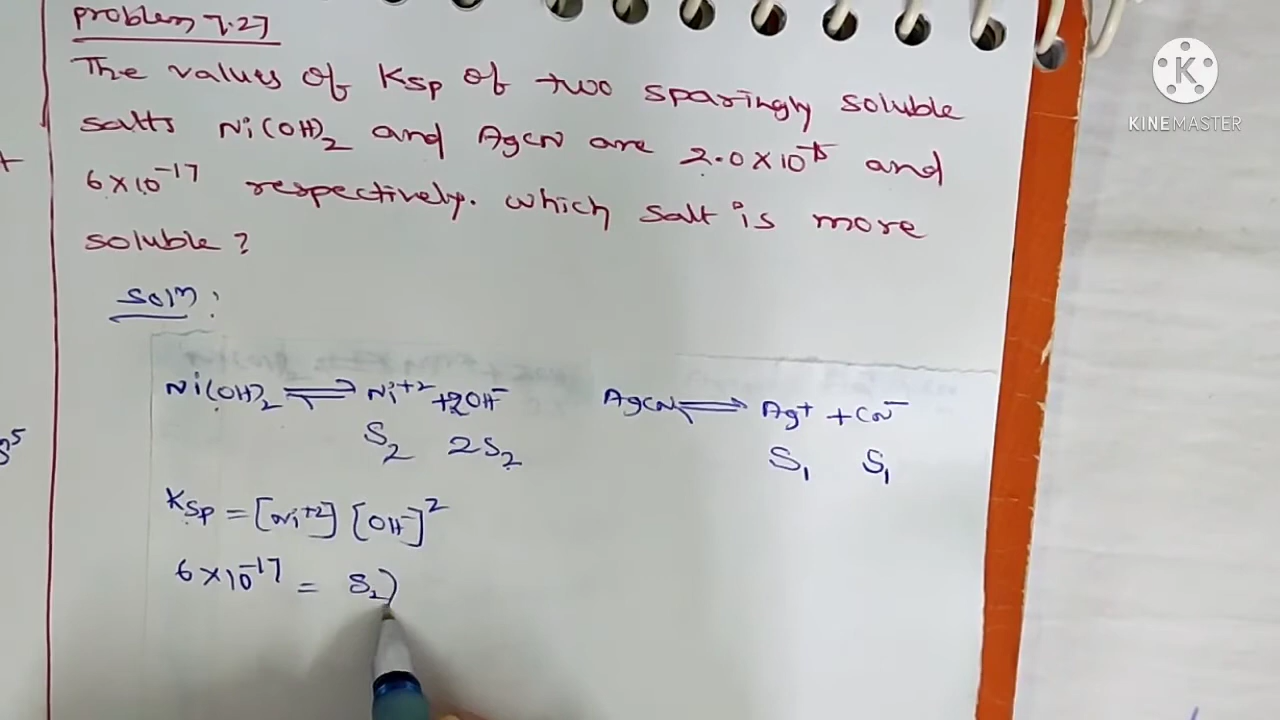 problem 7.27
The values of Ksp of two sparingly soluble
salts Ni(OH)₂ and AgCN are 2.0×10⁻¹⁵ and
6×10⁻¹⁷ respectively. which salt is more
soluble?
Soln:
Ni(OH)₂ ⇌ Ni⁺² + 2OH⁻
S₂ 2S₂
AgCN ⇌ Ag⁺ + CN⁻
S₁ S₁
Ksp = [Ni⁺²] [OH⁻]²
6×10⁻¹⁷ = S₂)
KINEMASTER